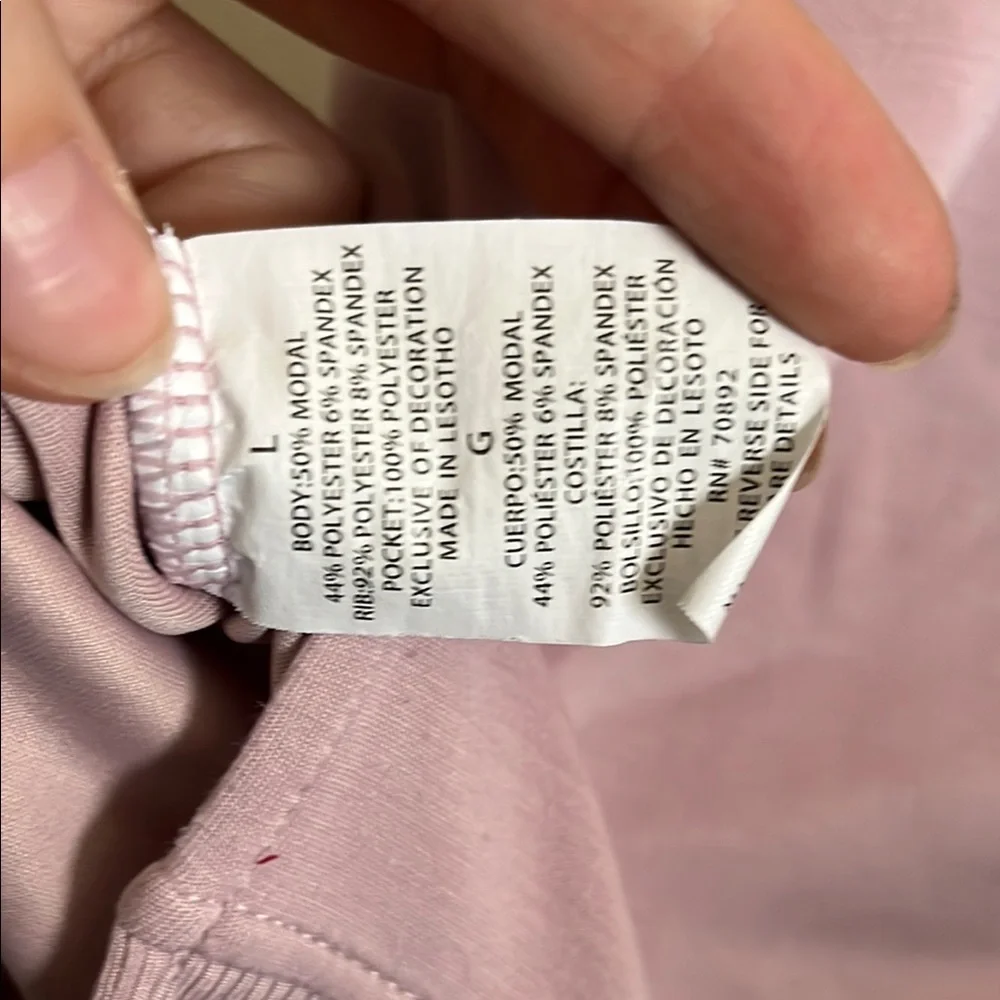 L
BODY:50% MODAL
44% POLYESTER 6% SPANDEX
RIB:92% POLYESTER 8% SPANDEX
POCKET:100% POLYESTER
EXCLUSIVE OF DECORATION
MADE IN LESOTHO
G
CUERPO:50% MODAL
44% POLIÉSTER 6% SPANDEX
COSTILLA:
92% POLIÉSTER 8% SPANDEX
BOLSILLO:100% POLIÉSTER
EXCLUSIVO DE DECORACIÓN
HECHO EN LESOTO
RN# 70892
REVERSE SIDE FOR
DETAILS